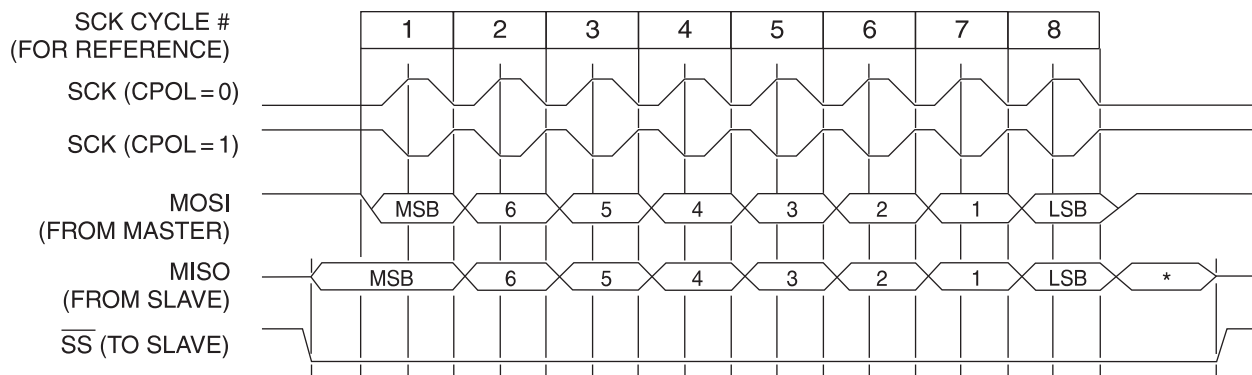 SCK CYCLE #
(FOR REFERENCE)
1 2 3 4 5 6 7 8
SCK (CPOL = 0)
SCK (CPOL = 1)
MOSI
(FROM MASTER)
MSB 6 5 4 3 2 1 LSB
MISO
(FROM SLAVE)
MSB 6 5 4 3 2 1 LSB *
SS (TO SLAVE)